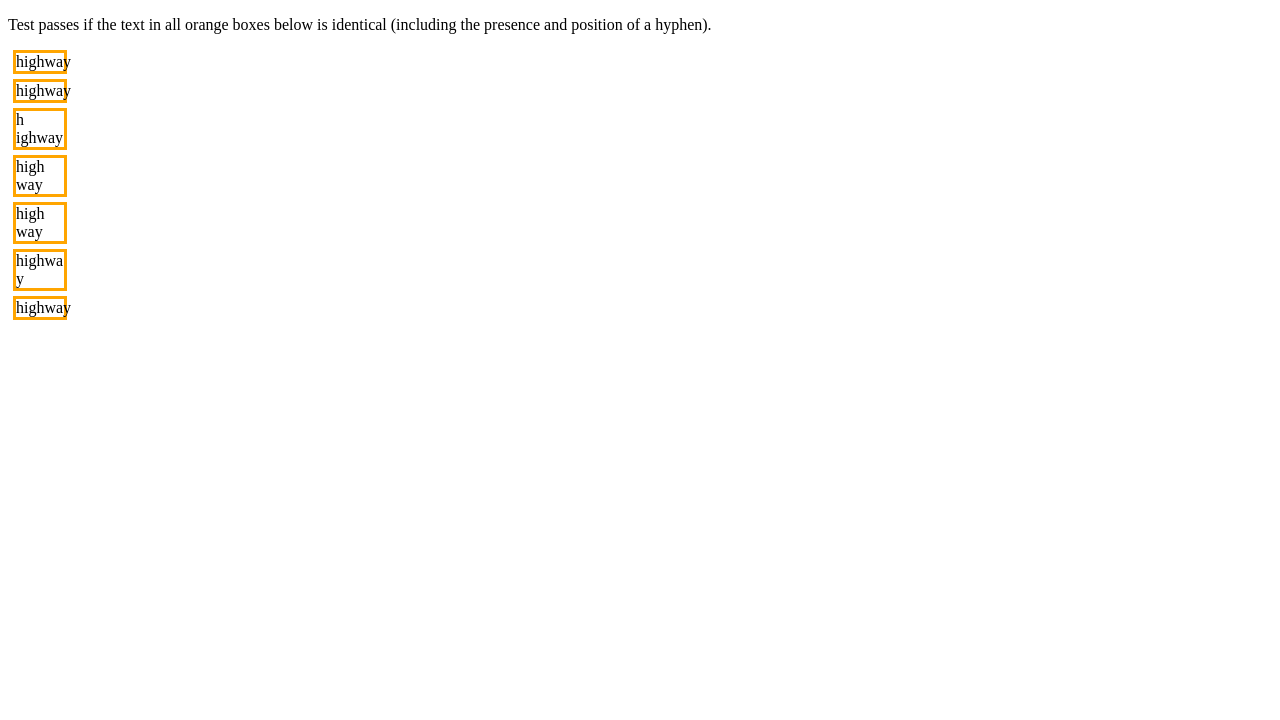 Test passes if the text in all orange boxes below is identical (including the presence and position of a hyphen).
highway
highway
h
ighway
high
way
high
way
highwa
y
highway